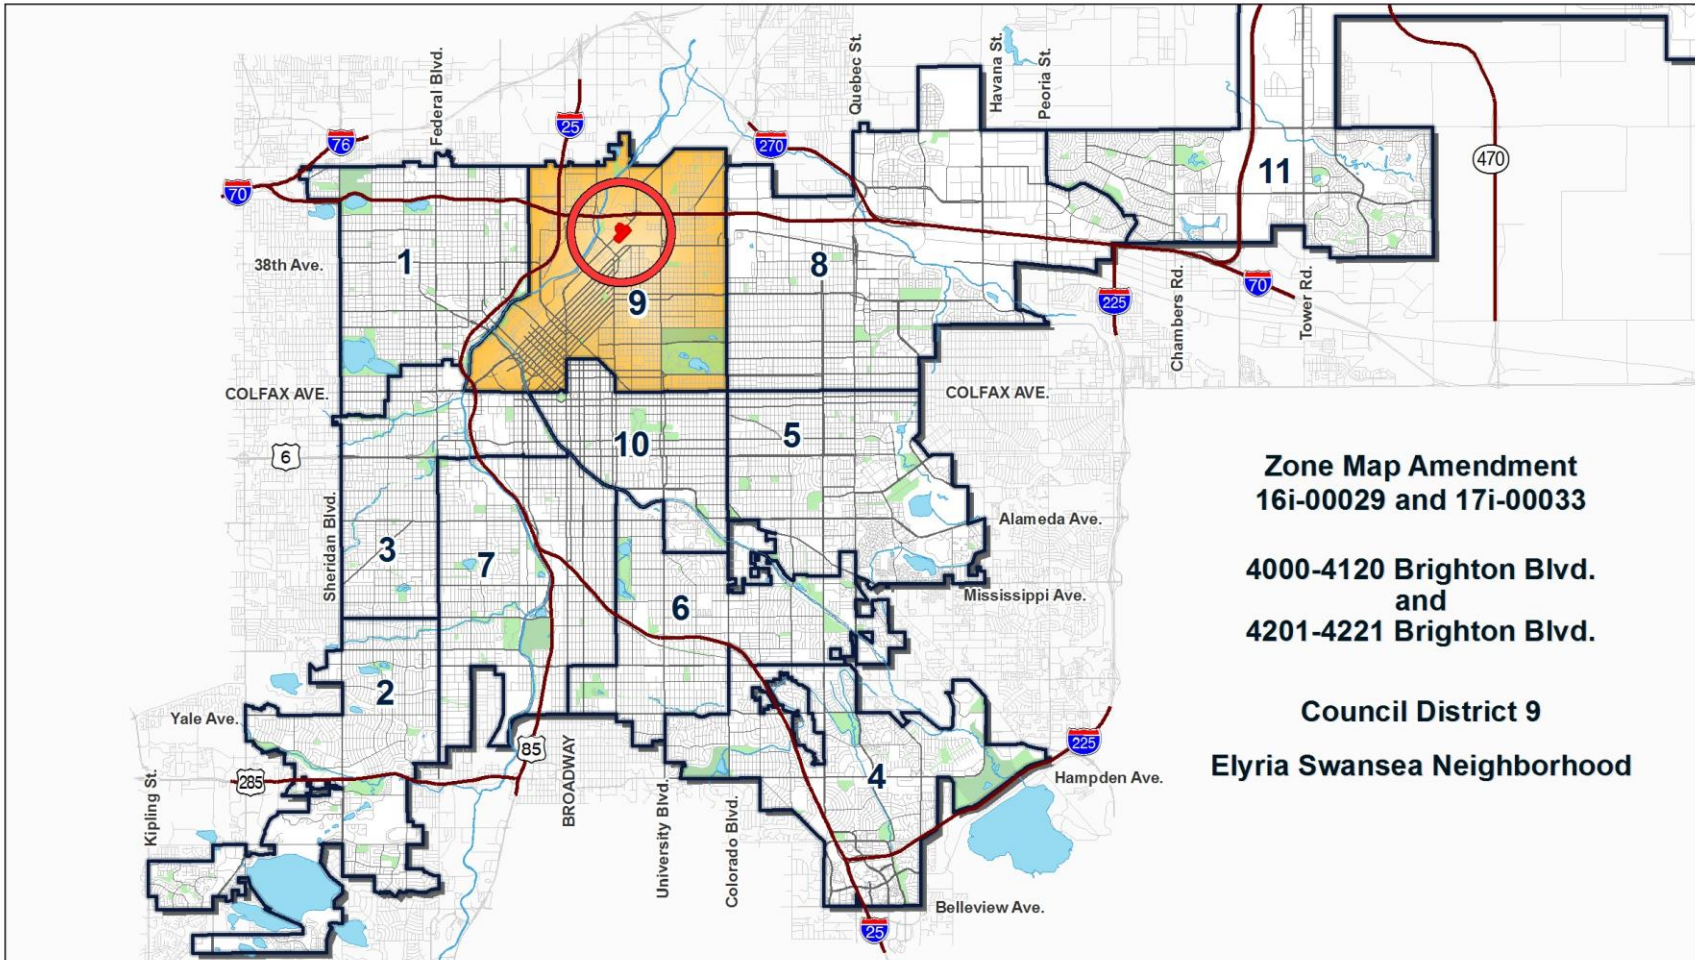 Federal Blvd.
Quebec St.
Havana St.
Peoria St.
76
25
270
70
470
11
38th Ave.
1
8
9
225
70
Chambers Rd.
Tower Rd.
COLFAX AVE.
COLFAX AVE.
6
10
5
Sheridan Blvd.
3
7
Alameda Ave.
Mississippi Ave.
6
2
Yale Ave.
85
285
Kipling St.
BROADWAY
University Blvd.
Colorado Blvd.
4
225
Hampden Ave.
Belleview Ave.
25
Zone Map Amendment
16i-00029 and 17i-00033
4000-4120 Brighton Blvd.
and
4201-4221 Brighton Blvd.
Council District 9
Elyria Swansea Neighborhood